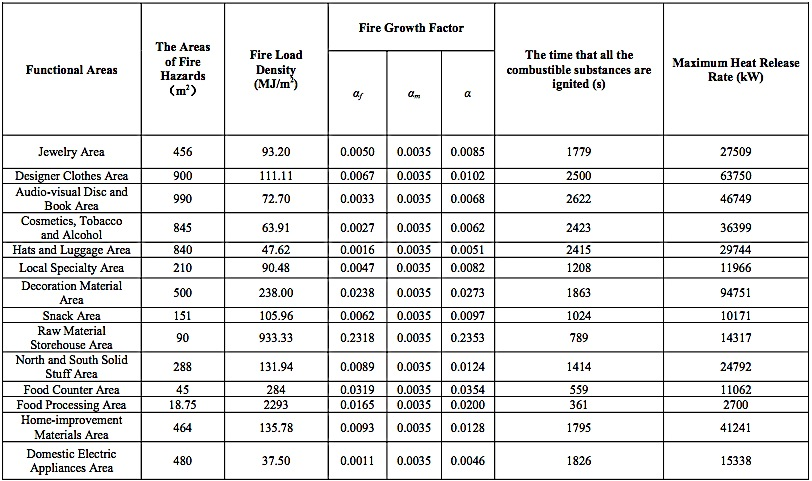 Functional Areas
The Areas
of Fire
Hazards
(m²)
Fire Load
Density
(MJ/m²)
Fire Growth Factor
αf
αm
α
The time that all the
combustible substances are
ignited (s)
Maximum Heat Release
Rate (kW)
Jewelry Area 456 93.20 0.0050 0.0035 0.0085 1779 27509
Designer Clothes Area 900 111.11 0.0067 0.0035 0.0102 2500 63750
Audio-visual Disc and
Book Area 990 72.70 0.0033 0.0035 0.0068 2622 46749
Cosmetics, Tobacco
and Alcohol 845 63.91 0.0027 0.0035 0.0062 2423 36399
Hats and Luggage Area 840 47.62 0.0016 0.0035 0.0051 2415 29744
Local Specialty Area 210 90.48 0.0047 0.0035 0.0082 1208 11966
Decoration Material
Area 500 238.00 0.0238 0.0035 0.0273 1863 94751
Snack Area 151 105.96 0.0062 0.0035 0.0097 1024 10171
Raw Material
Storehouse Area 90 933.33 0.2318 0.0035 0.2353 789 14317
North and South Solid
Stuff Area 288 131.94 0.0089 0.0035 0.0124 1414 24792
Food Counter Area 45 284 0.0319 0.0035 0.0354 559 11062
Food Processing Area 18.75 2293 0.0165 0.0035 0.0200 361 2700
Home-improvement
Materials Area 464 135.78 0.0093 0.0035 0.0128 1795 41241
Domestic Electric
Appliances Area 480 37.50 0.0011 0.0035 0.0046 1826 15338